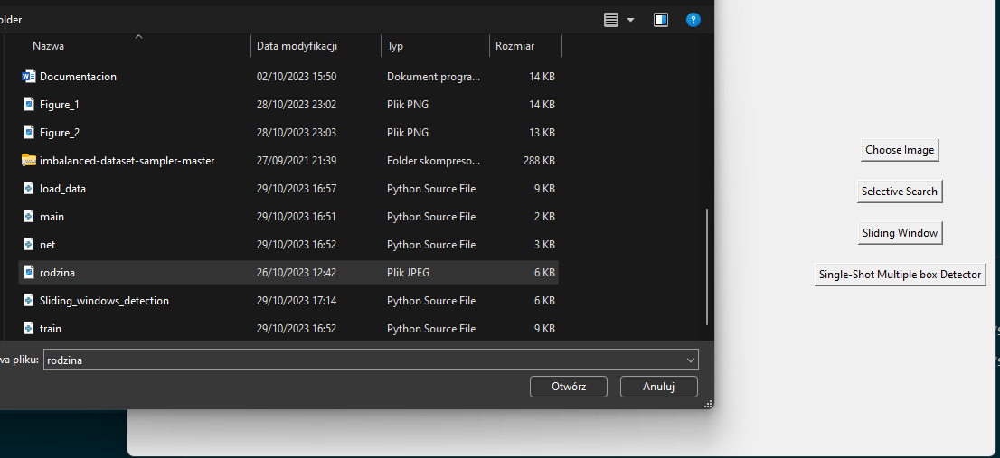 older
Nazwa Data modyfikacji Typ Rozmiar
Documentacion 02/10/2023 15:50 Dokument progra... 14 KB
Figure_1 28/10/2023 23:02 Plik PNG 14 KB
Figure_2 28/10/2023 23:03 Plik PNG 13 KB
imbalanced-dataset-sampler-master 27/09/2021 21:39 Folder skompreso... 288 KB
load_data 29/10/2023 16:57 Python Source File 9 KB
main 29/10/2023 16:51 Python Source File 2 KB
net 29/10/2023 16:52 Python Source File 3 KB
rodzina 26/10/2023 12:42 Plik JPEG 6 KB
Sliding_windows_detection 29/10/2023 17:14 Python Source File 6 KB
train 29/10/2023 16:52 Python Source File 9 KB
wa pliku: rodzina
Otwórz Anuluj
Choose Image
Selective Search
Sliding Window
Single-Shot Multiple box Detector